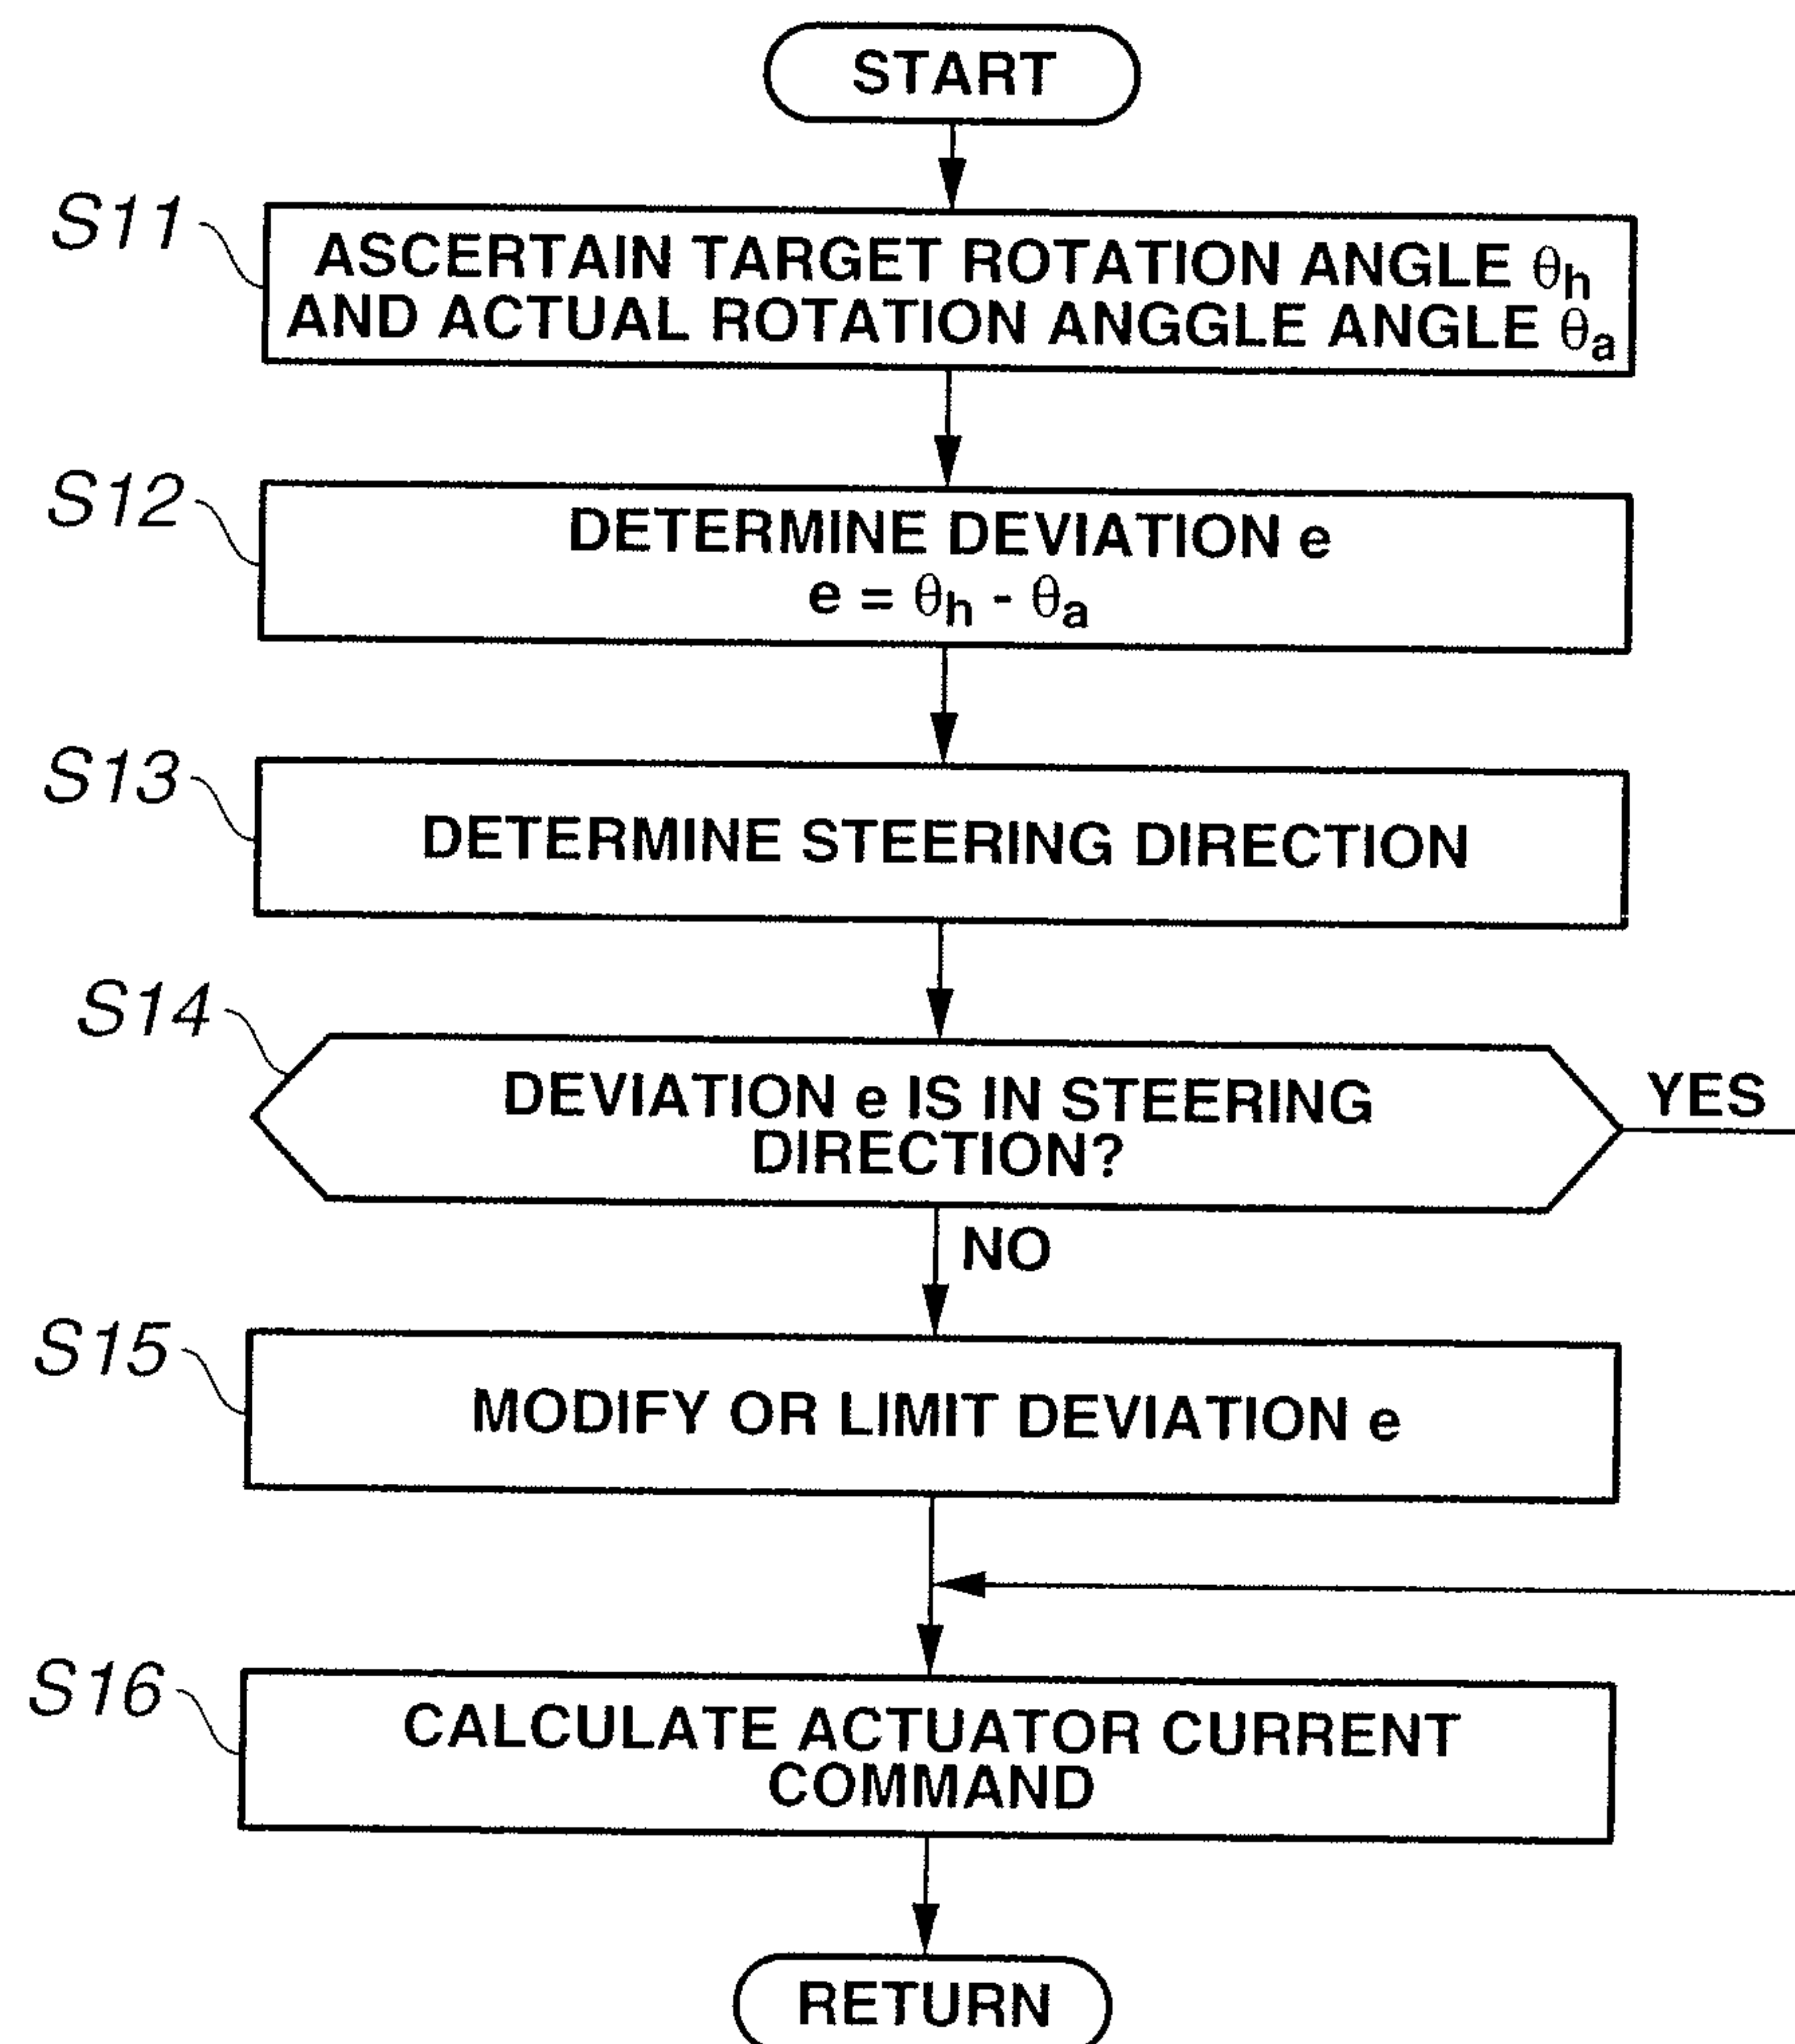 START
S11
ASCERTAIN TARGET ROTATION ANGLE θh
AND ACTUAL ROTATION ANGGLE ANGLE θa
S12
DETERMINE DEVIATION e
e = θh - θa
S13
DETERMINE STEERING DIRECTION
S14
DEVIATION e IS IN STEERING
DIRECTION?
YES
NO
S15
MODIFY OR LIMIT DEVIATION e
S16
CALCULATE ACTUATOR CURRENT
COMMAND
RETURN